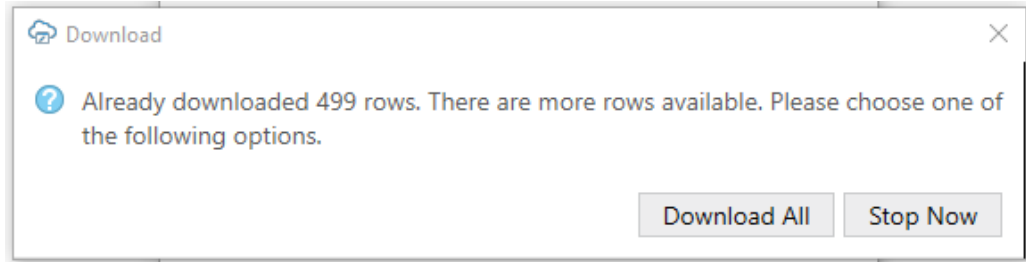 Download
Already downloaded 499 rows. There are more rows available. Please choose one of
the following options.
Download All
Stop Now